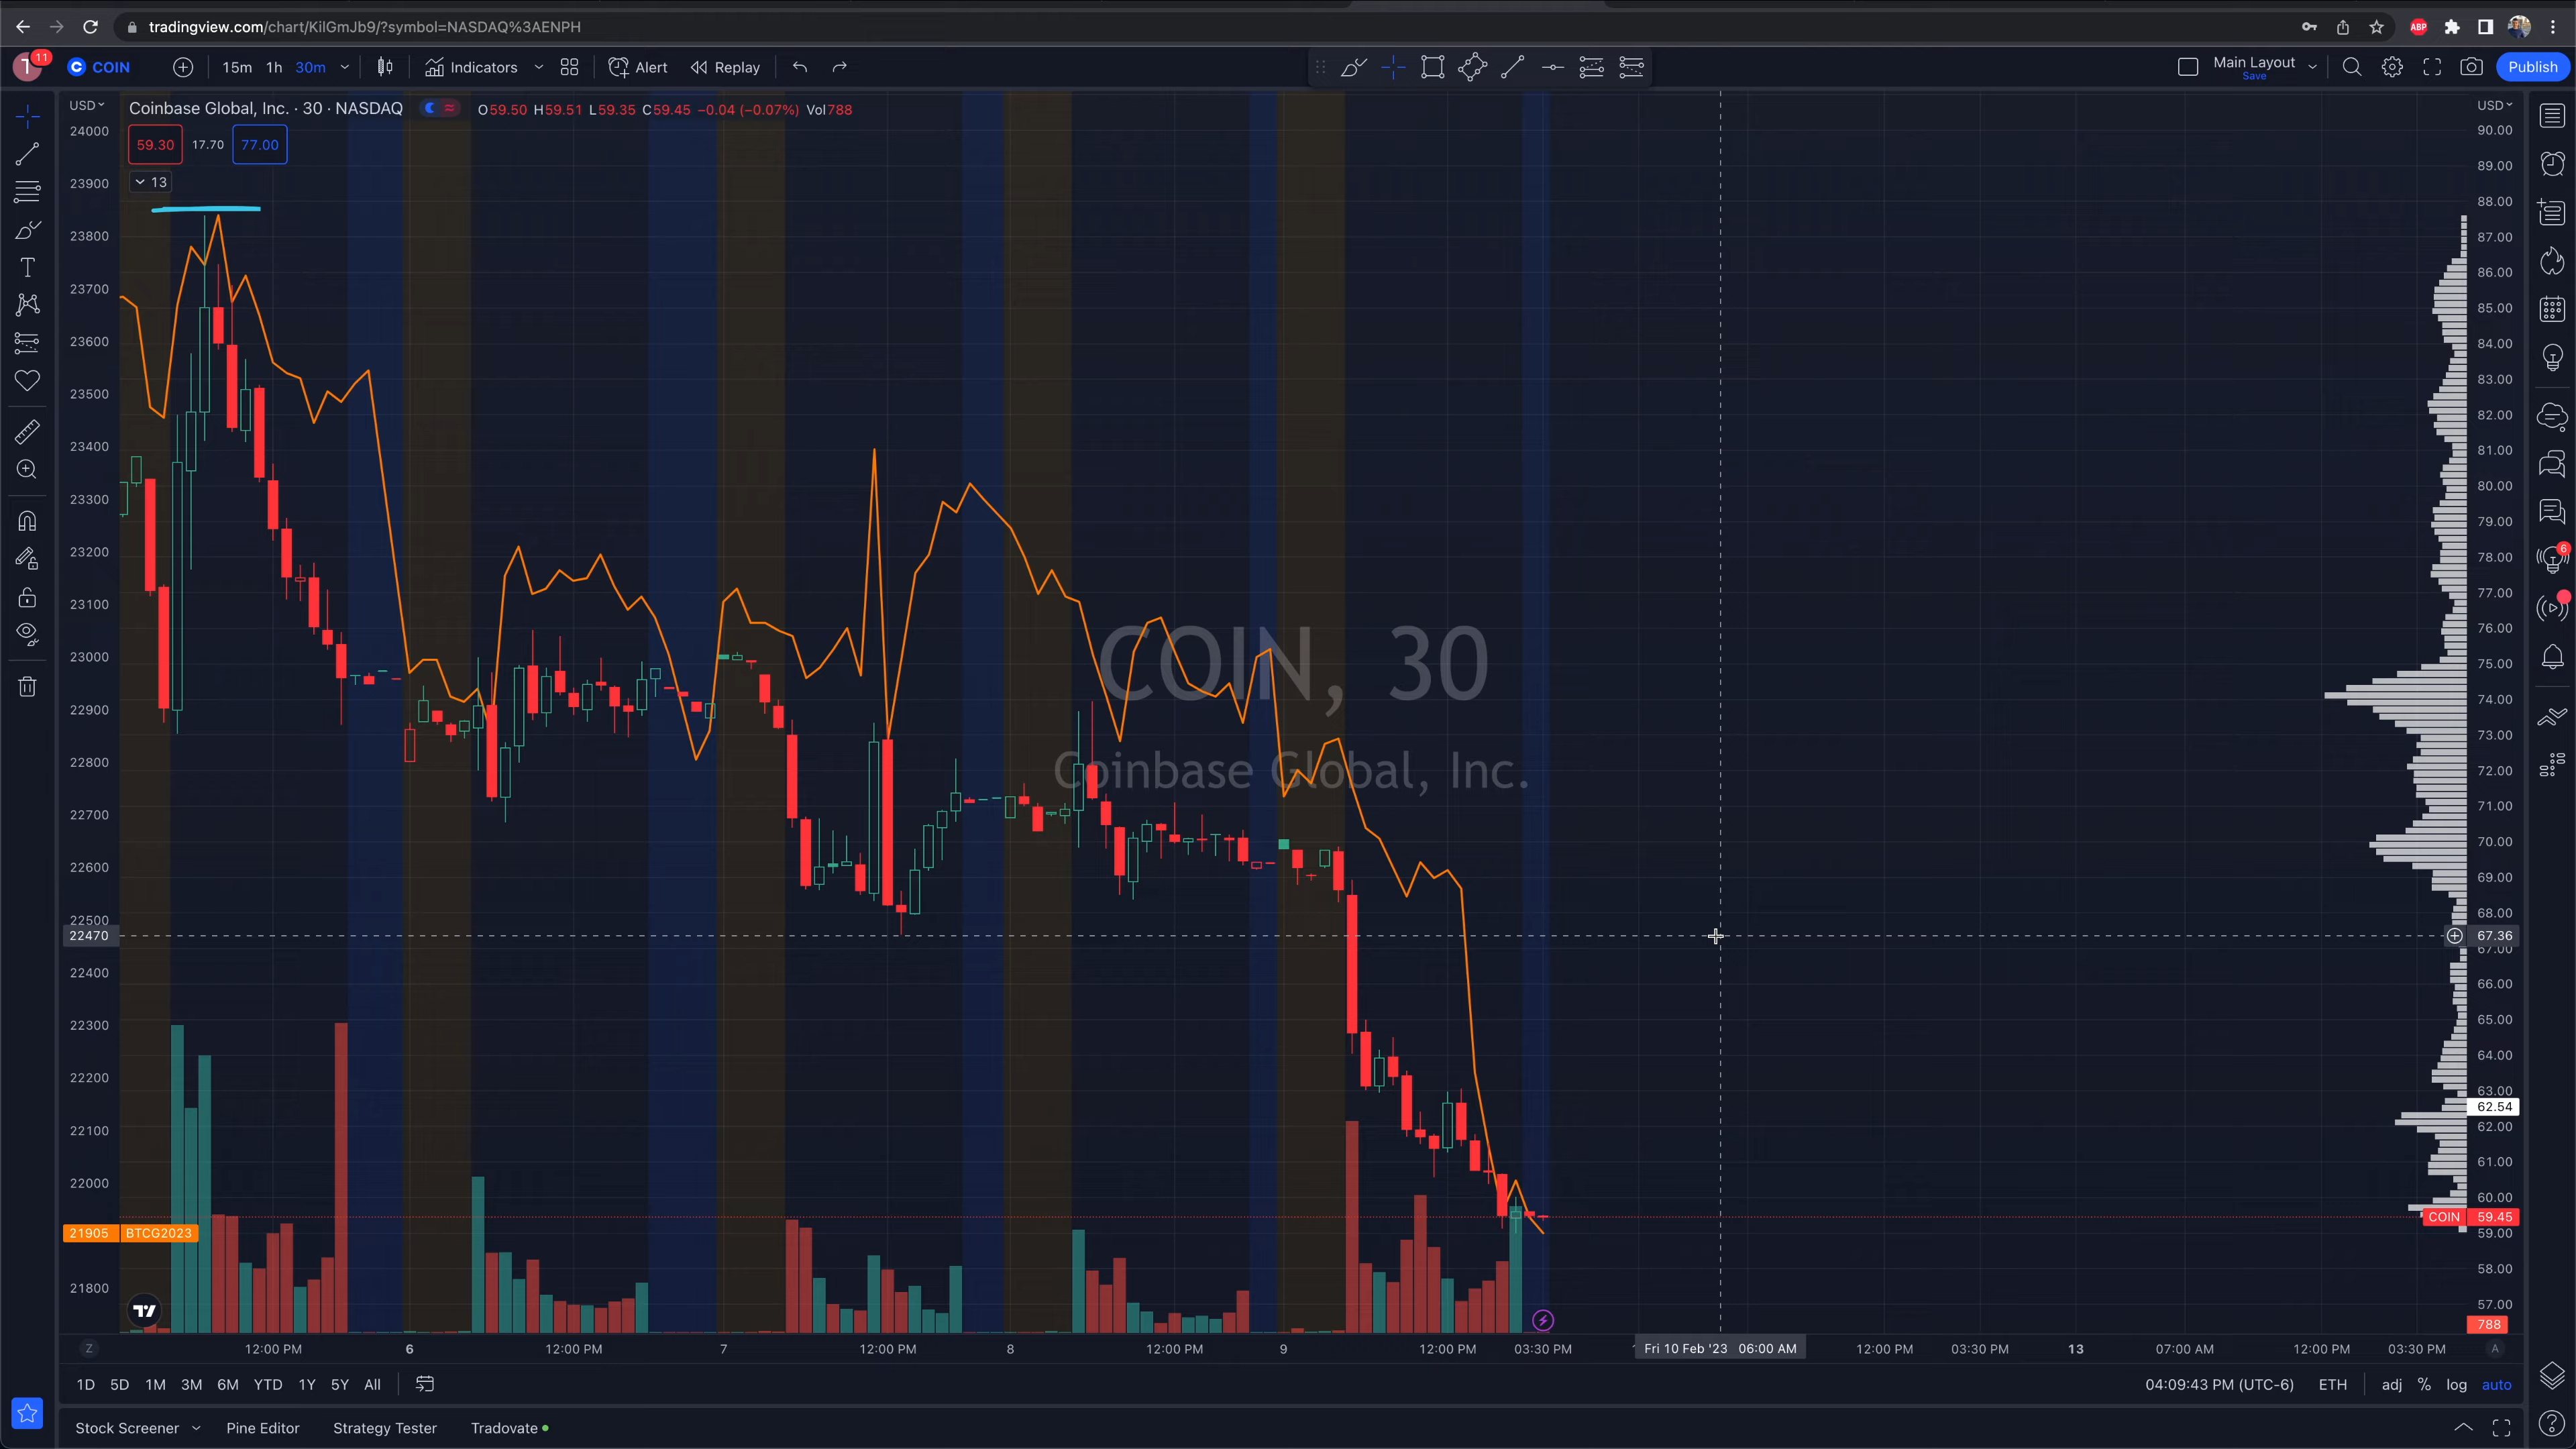 tradingview.com/chart/KilGmJb9/?symbol=NASDAQ%3AENPH
ABP
T 11
C COIN
15m 1h 30m
Indicators
Alert
Replay
Main Layout
Save
Publish
USD
Coinbase Global, Inc. · 30 · NASDAQ
O59.50 H59.51 L59.35 C59.45 −0.04 (−0.07%) Vol788
USD
59.30 17.70 77.00
13
24000
23900
23800
23700
23600
23500
23400
23300
23200
23100
23000
22900
22800
22700
22600
22500
22470
22400
22300
22200
22100
22000
21905 BTCG2023
21800
COIN, 30
Coinbase Global, Inc.
90.00
89.00
88.00
87.00
86.00
85.00
84.00
83.00
82.00
81.00
80.00
79.00
78.00
77.00
76.00
75.00
74.00
73.00
72.00
71.00
70.00
69.00
68.00
67.36
67.00
66.00
65.00
64.00
63.00
62.54
62.00
61.00
60.00
COIN 59.45
59.00
58.00
57.00
788
6
Z 12:00 PM 6 12:00 PM 7 12:00 PM 8 12:00 PM 9 12:00 PM 03:30 PM Fri 10 Feb '23 06:00 AM 12:00 PM 03:30 PM 13 07:00 AM 12:00 PM 03:30 PM A
1D 5D 1M 3M 6M YTD 1Y 5Y All
04:09:43 PM (UTC-6) ETH adj % log auto
Stock Screener Pine Editor Strategy Tester Tradovate